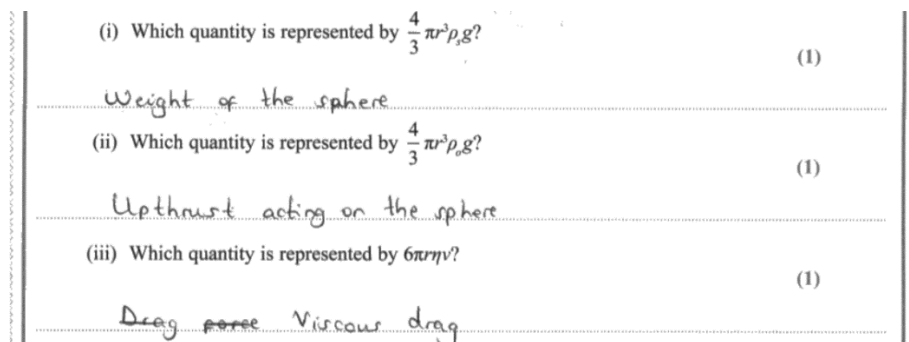 (i) Which quantity is represented by 4/3 πr³ρₛg?
(1)
Weight of the sphere
(ii) Which quantity is represented by 4/3 πr³ρₒg?
(1)
Upthrust acting on the sphere
(iii) Which quantity is represented by 6πrηv?
(1)
Drag force Viscous drag